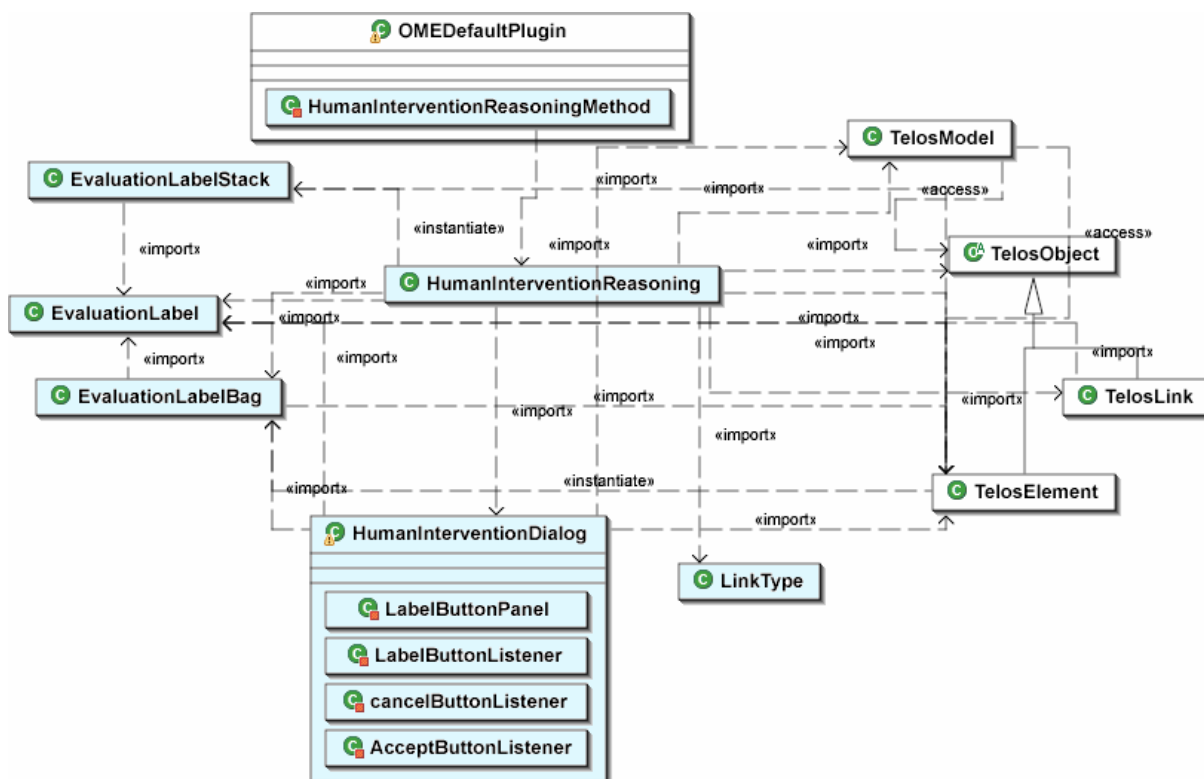 OMEDefaultPlugin
HumanInterventionReasoningMethod
TelosModel
EvaluationLabelStack
«import»
«import»
«access»
«instantiate»
«access»
«import»
«import»
TelosObject
HumanInterventionReasoning
«import»
EvaluationLabel
«import»
«import»
«import»
«import»
«import»
«import»
EvaluationLabelBag
«import»
«import»
TelosLink
«import»
«import»
«import»
«instantiate»
TelosElement
«import»
HumanInterventionDialog
LinkType
LabelButtonPanel
LabelButtonListener
cancelButtonListener
AcceptButtonListener